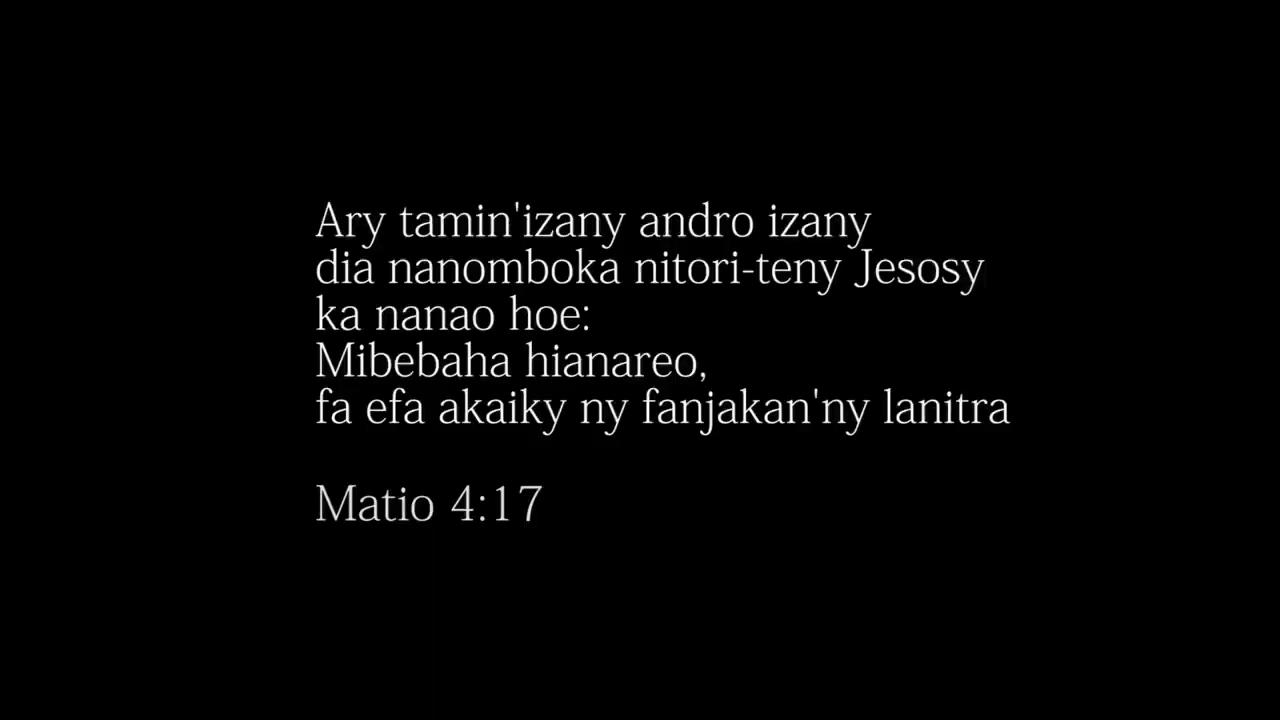 Ary tamin'izany andro izany
dia nanomboka nitori-teny Jesosy
ka nanao hoe:
Mibebaha hianareo,
fa efa akaiky ny fanjakan'ny lanitra
Matio 4:17